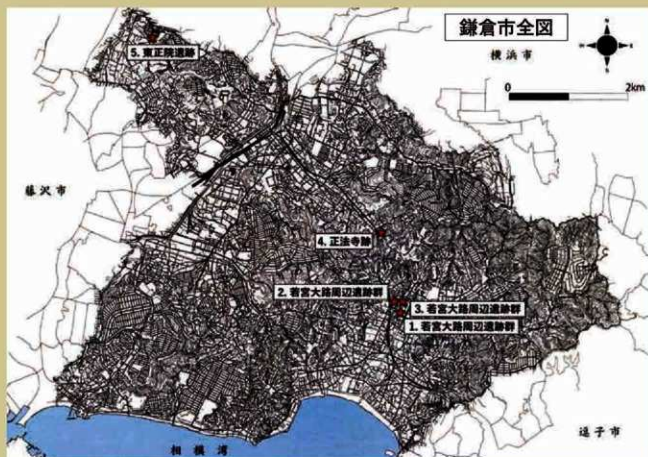 鎌倉市全図
横浜市
N
W
E
S
0
2km
5. 東正院遺跡
藤沢市
4. 正法寺跡
2. 若宮大路周辺遺跡群
3. 若宮大路周辺遺跡群
1. 若宮大路周辺遺跡群
逗子市
相模湾